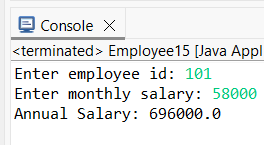 Console
<terminated> Employee15 [Java Appl
Enter employee id: 101
Enter monthly salary: 58000
Annual Salary: 696000.0